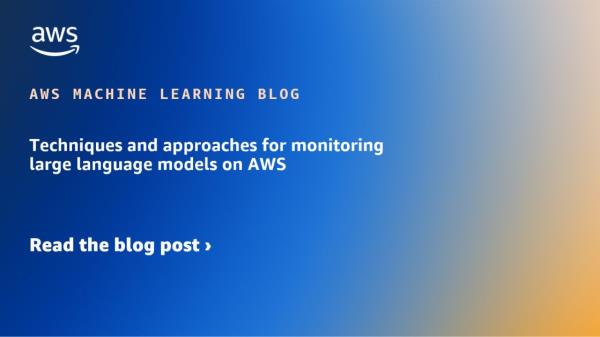 aws
AWS MACHINE LEARNING BLOG
Techniques and approaches for monitoring
large language models on AWS
Read the blog post ›